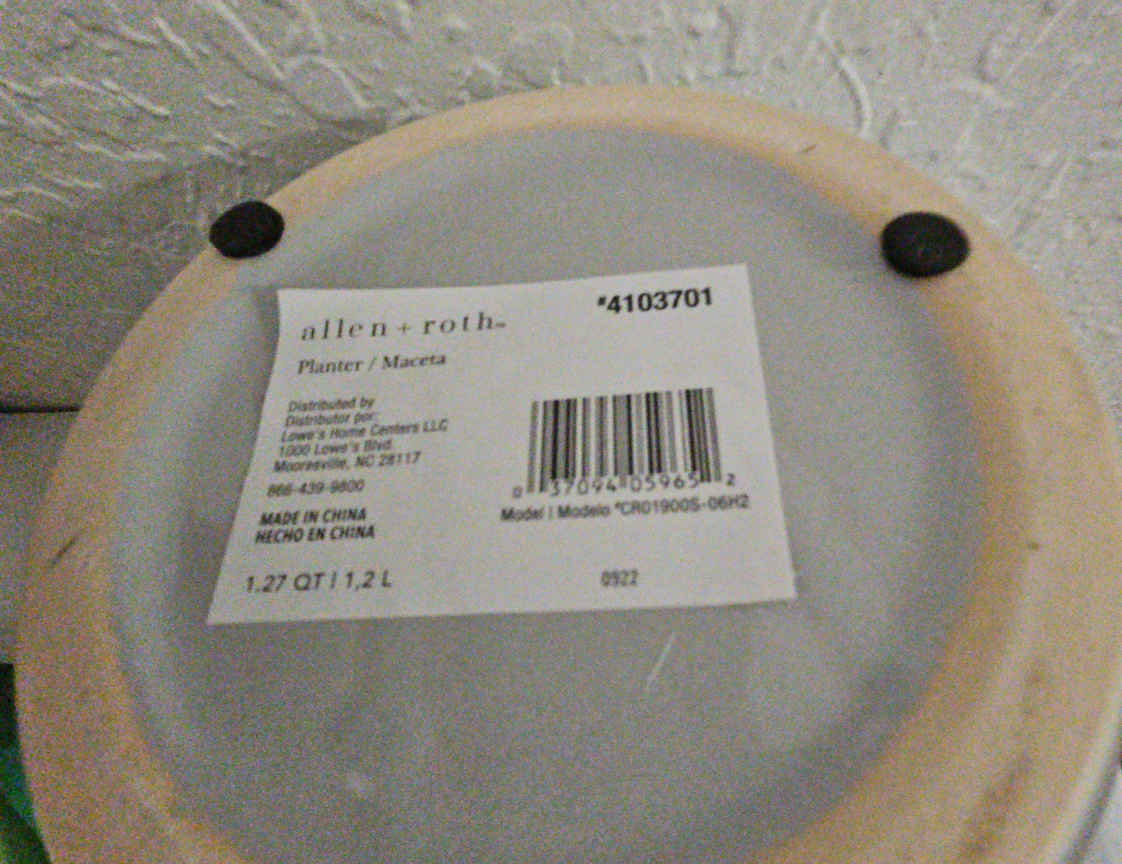 #4103701
allen + roth™
Planter / Maceta
Distributed by
Distributor por:
Lowe's Home Centers LLC
1000 Lowe's Blvd.
Mooresville, NC 28117
866-439-9800
MADE IN CHINA
HECHO EN CHINA
1.27 QT | 1,2 L
0 37094 05965 2
Model | Modelo #CR01900S-06H2
0922